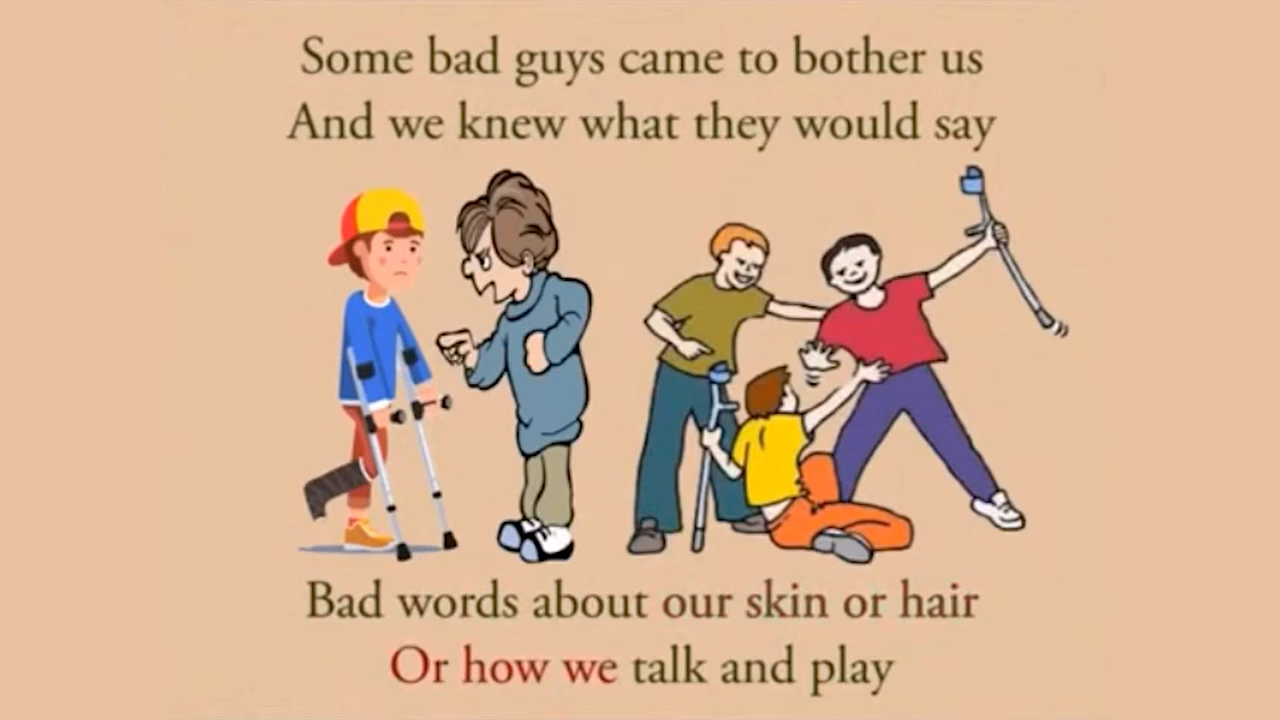 Some bad guys came to bother us
And we knew what they would say
Bad words about our skin or hair
Or how we talk and play